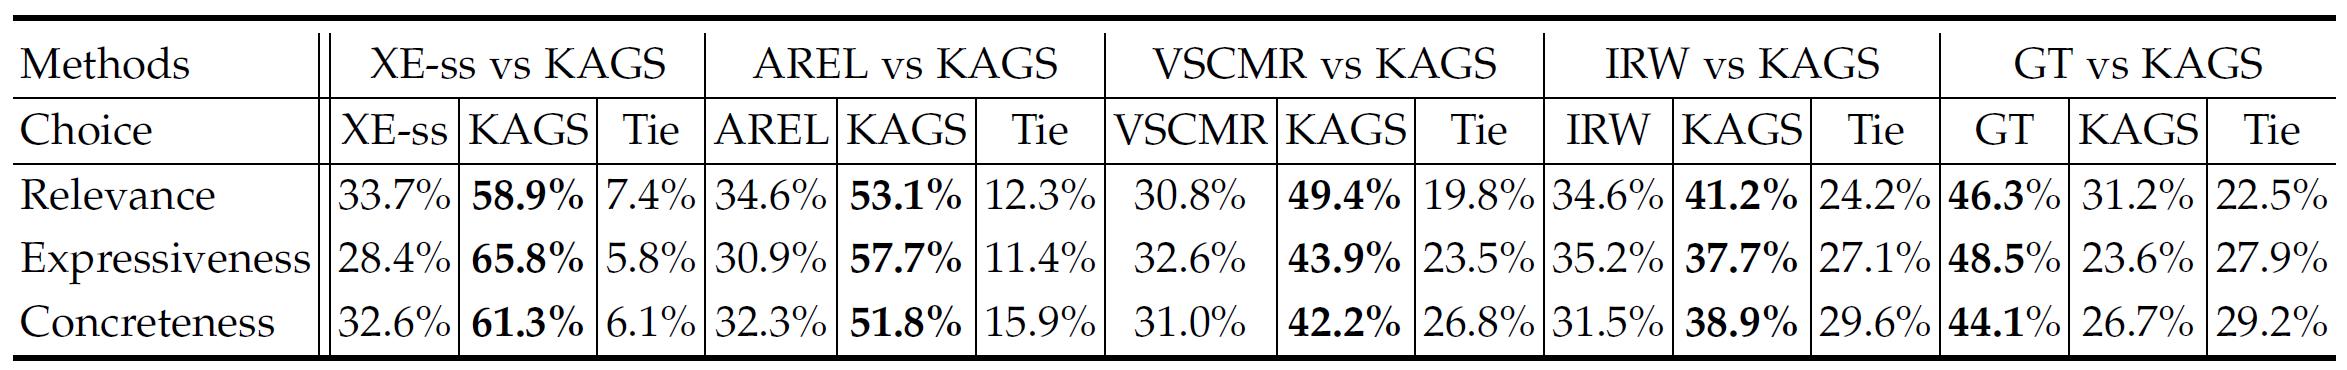 Methods XE-ss vs KAGS AREL vs KAGS VSCMR vs KAGS IRW vs KAGS GT vs KAGS
Choice XE-ss KAGS Tie AREL KAGS Tie VSCMR KAGS Tie IRW KAGS Tie GT KAGS Tie
Relevance 33.7% 58.9% 7.4% 34.6% 53.1% 12.3% 30.8% 49.4% 19.8% 34.6% 41.2% 24.2% 46.3% 31.2% 22.5%
Expressiveness 28.4% 65.8% 5.8% 30.9% 57.7% 11.4% 32.6% 43.9% 23.5% 35.2% 37.7% 27.1% 48.5% 23.6% 27.9%
Concreteness 32.6% 61.3% 6.1% 32.3% 51.8% 15.9% 31.0% 42.2% 26.8% 31.5% 38.9% 29.6% 44.1% 26.7% 29.2%